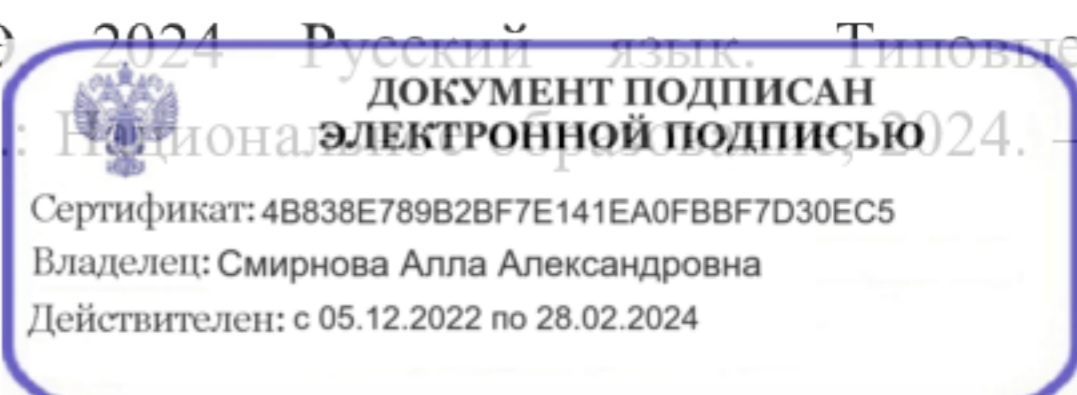 2024 Русский язык. Типовые
ДОКУМЕНТ ПОДПИСАН
: Национальное образование, 2024. –
ЭЛЕКТРОННОЙ ПОДПИСЬЮ
Сертификат: 4B838E789B2BF7E141EA0FBBF7D30EC5
Владелец: Смирнова Алла Александровна
Действителен: с 05.12.2022 по 28.02.2024